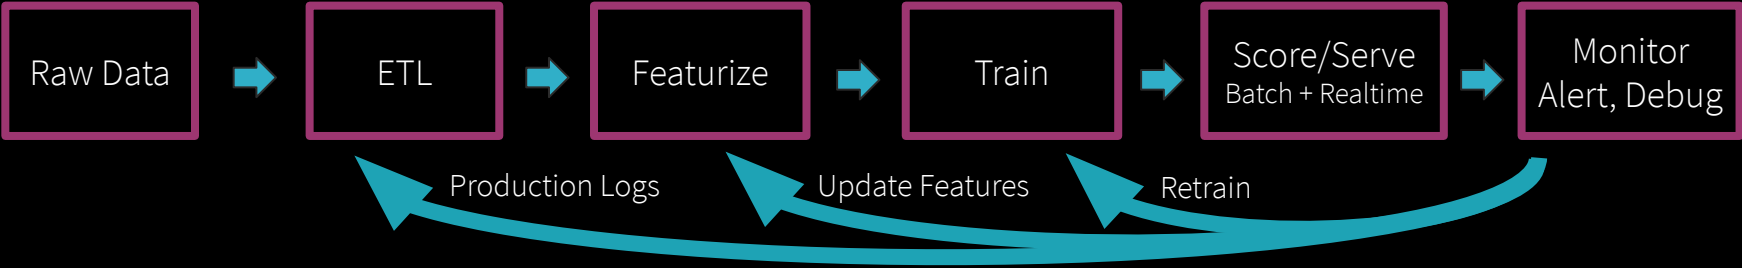 Raw Data
ETL
Featurize
Train
Score/Serve
Batch + Realtime
Monitor
Alert, Debug
Production Logs
Update Features
Retrain